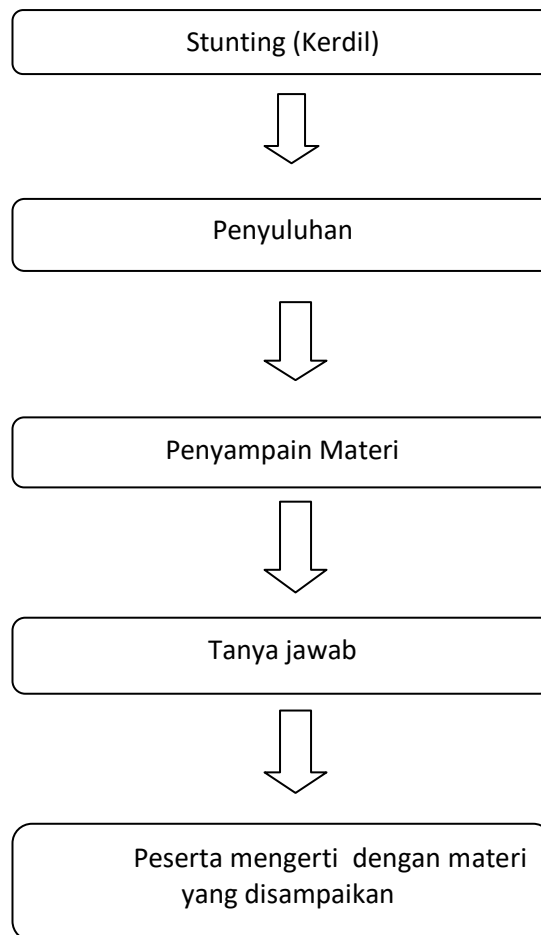 Stunting (Kerdil)
Penyuluhan
Penyampain Materi
Tanya jawab
Peserta mengerti dengan materi
yang disampaikan